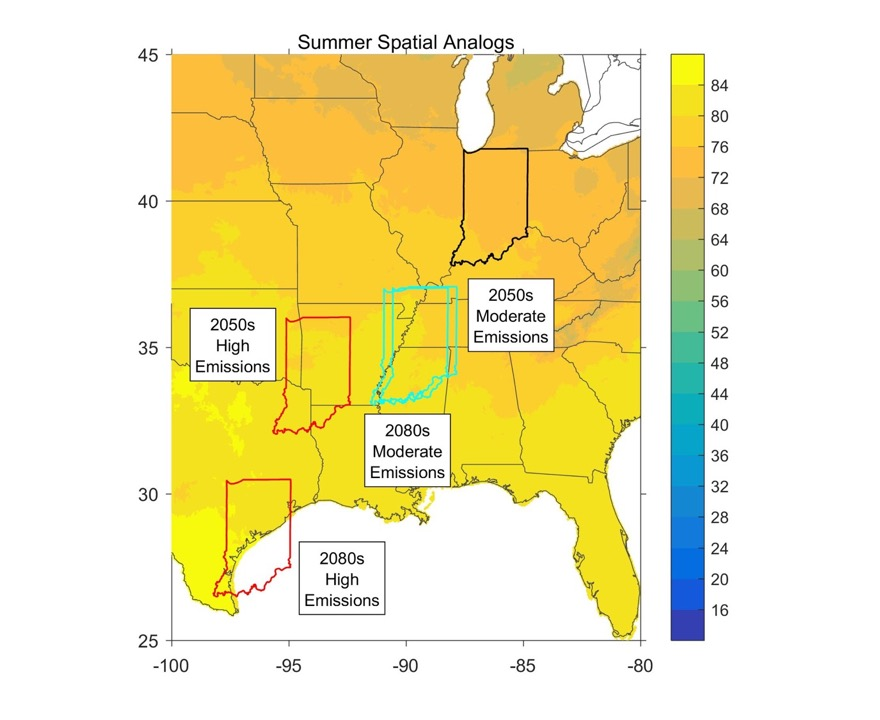 Summer Spatial Analogs
45
40
35
30
25
-100
-95
-90
-85
-80
2050s
High
Emissions
2050s
Moderate
Emissions
2080s
Moderate
Emissions
2080s
High
Emissions
84
80
76
72
68
64
60
56
52
48
44
40
36
32
28
24
20
16